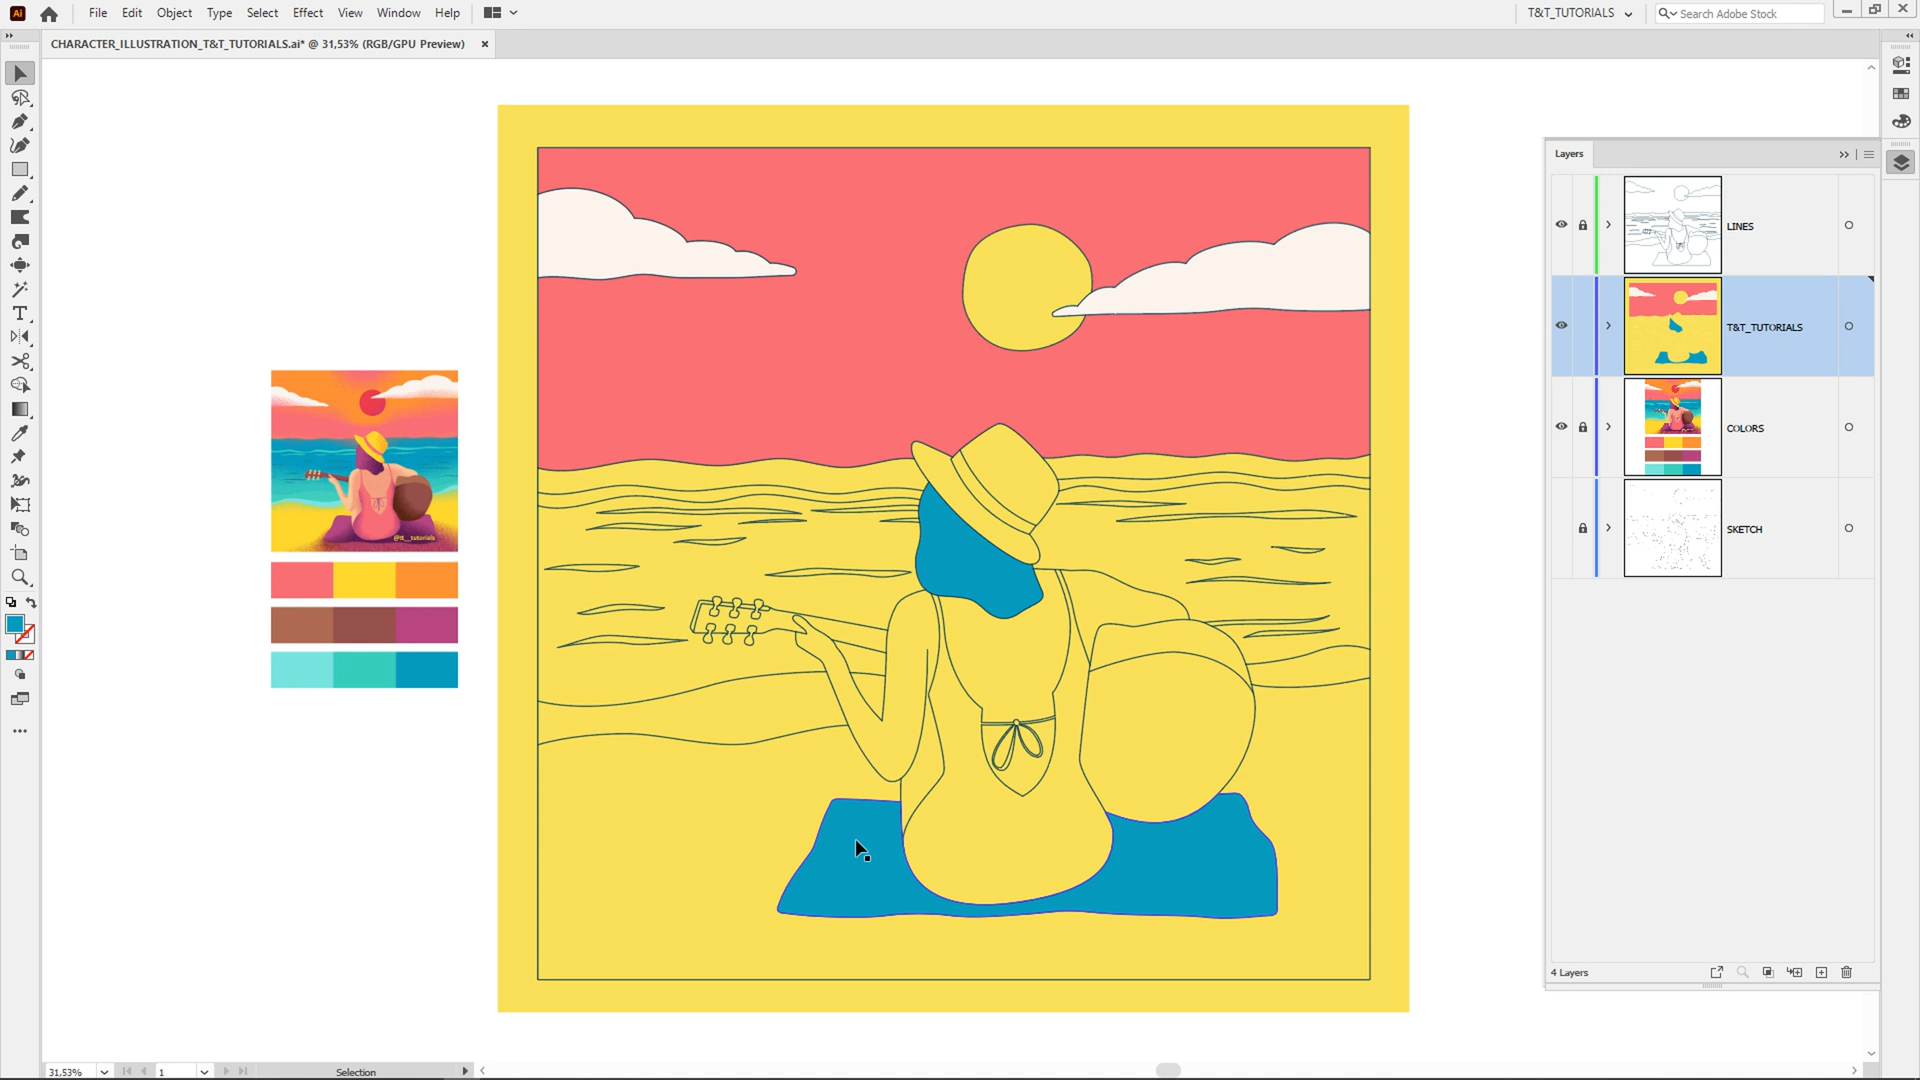 Ai File Edit Object Type Select Effect View Window Help T&T_TUTORIALS Search Adobe Stock
CHARACTER_ILLUSTRATION_T&T_TUTORIALS.ai* @ 31,53% (RGB/GPU Preview)
Layers
LINES
T&T_TUTORIALS
COLORS
SKETCH
@tt__tutorials
4 Layers
31,53% 1 Selection